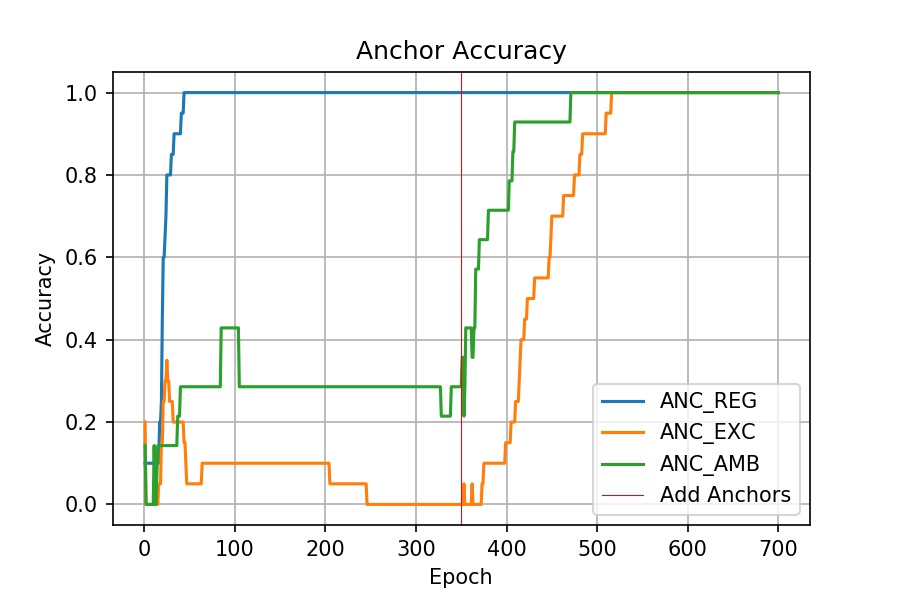 Anchor Accuracy
Accuracy
1.0
0.8
0.6
0.4
0.2
0.0
ANC_REG
ANC_EXC
ANC_AMB
Add Anchors
0 100 200 300 400 500 600 700
Epoch